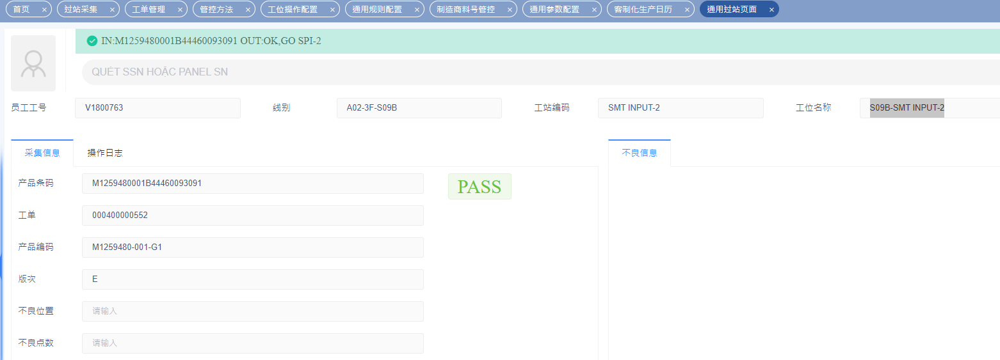 首页 × 过站采集 × 工单管理 × 管控方法 × 工位操作配置 × 通用规则配置 × 制造商料号管控 × 通用参数配置 × 客制化生产日历 × 通用过站页面 ×
IN:M1259480001B44460093091 OUT:OK,GO SPI-2
QUÉT SSN HOẶC PANEL SN
员工工号 V1800763 线别 A02-3F-S09B 工站编码 SMT INPUT-2 工位名称 S09B-SMT INPUT-2
采集信息 操作日志 不良信息
产品条码 M1259480001B44460093091 PASS
工单 000400000552
产品编码 M1259480-001-G1
版次 E
不良位置 请输入
不良点数 请输入